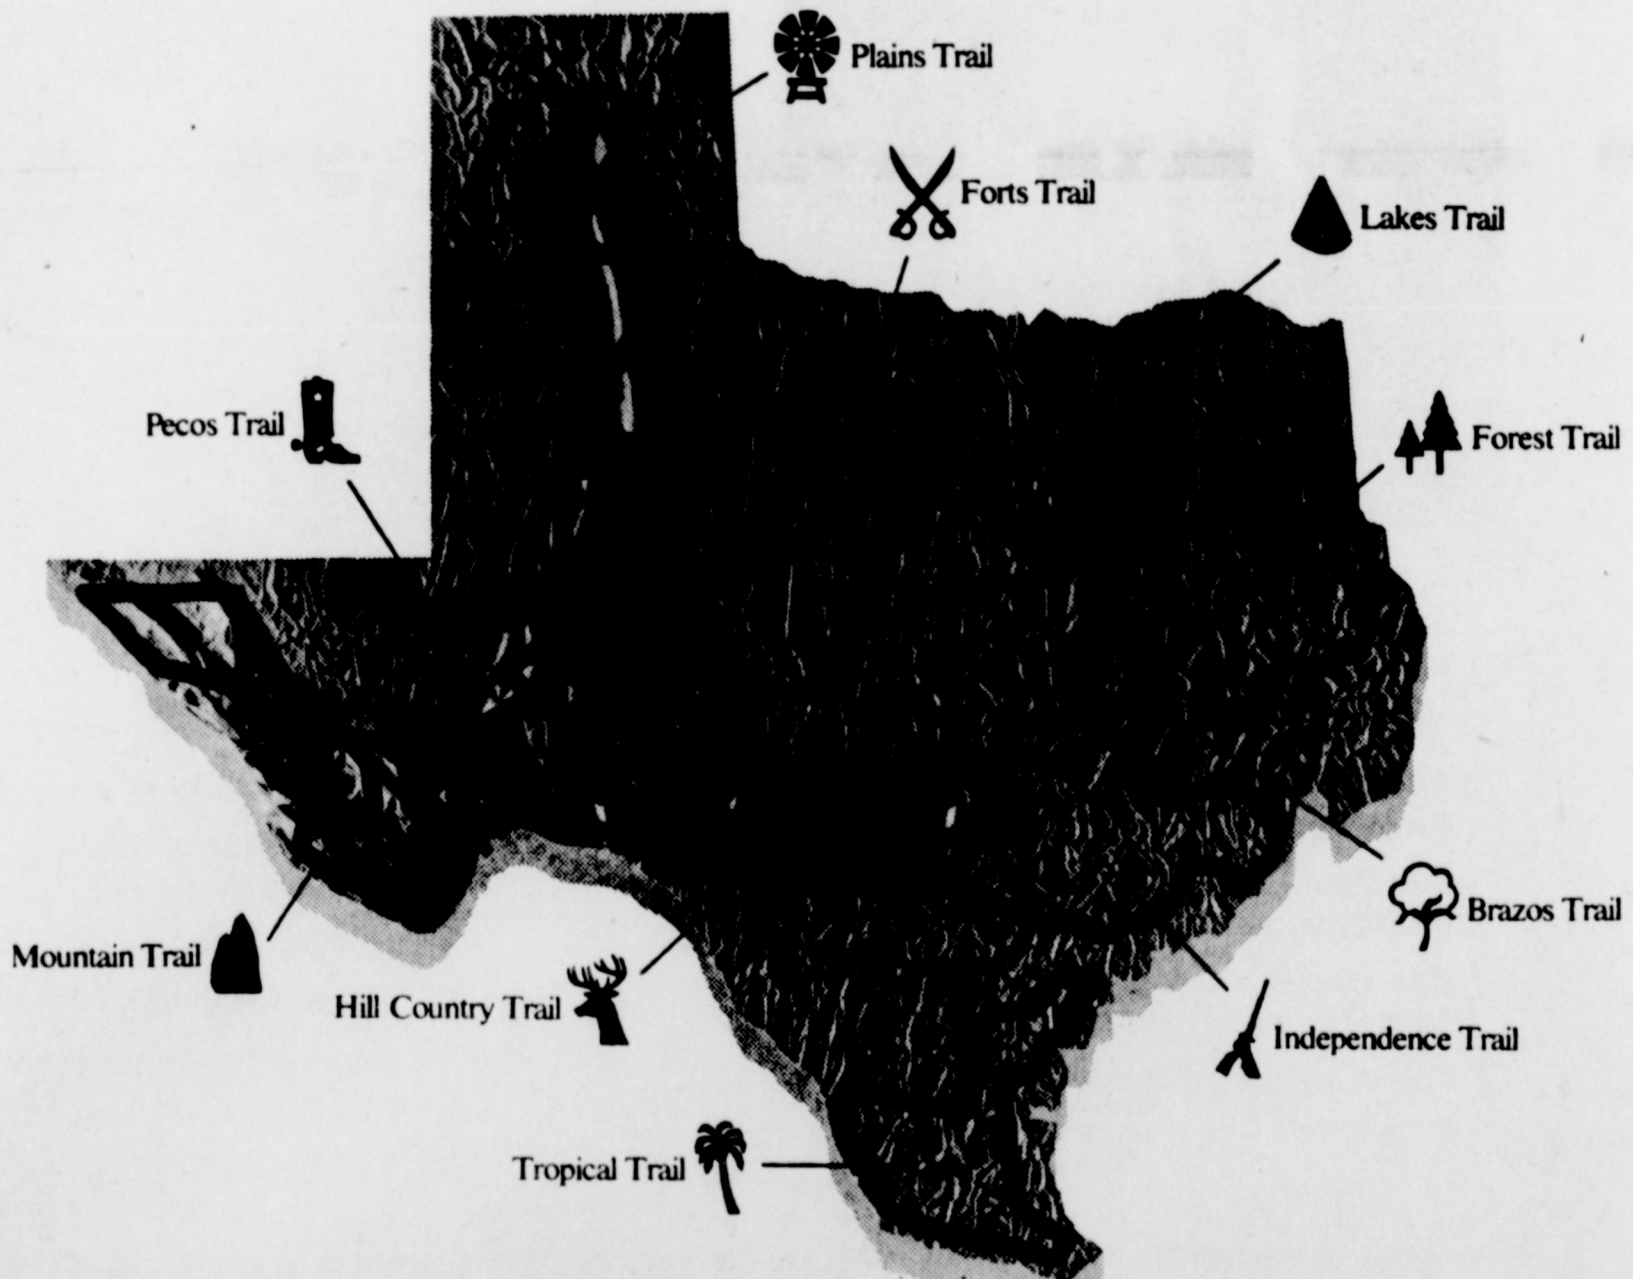 Plains Trail
Forts Trail
Lakes Trail
Pecos Trail
Forest Trail
Brazos Trail
Mountain Trail
Hill Country Trail
Independence Trail
Tropical Trail